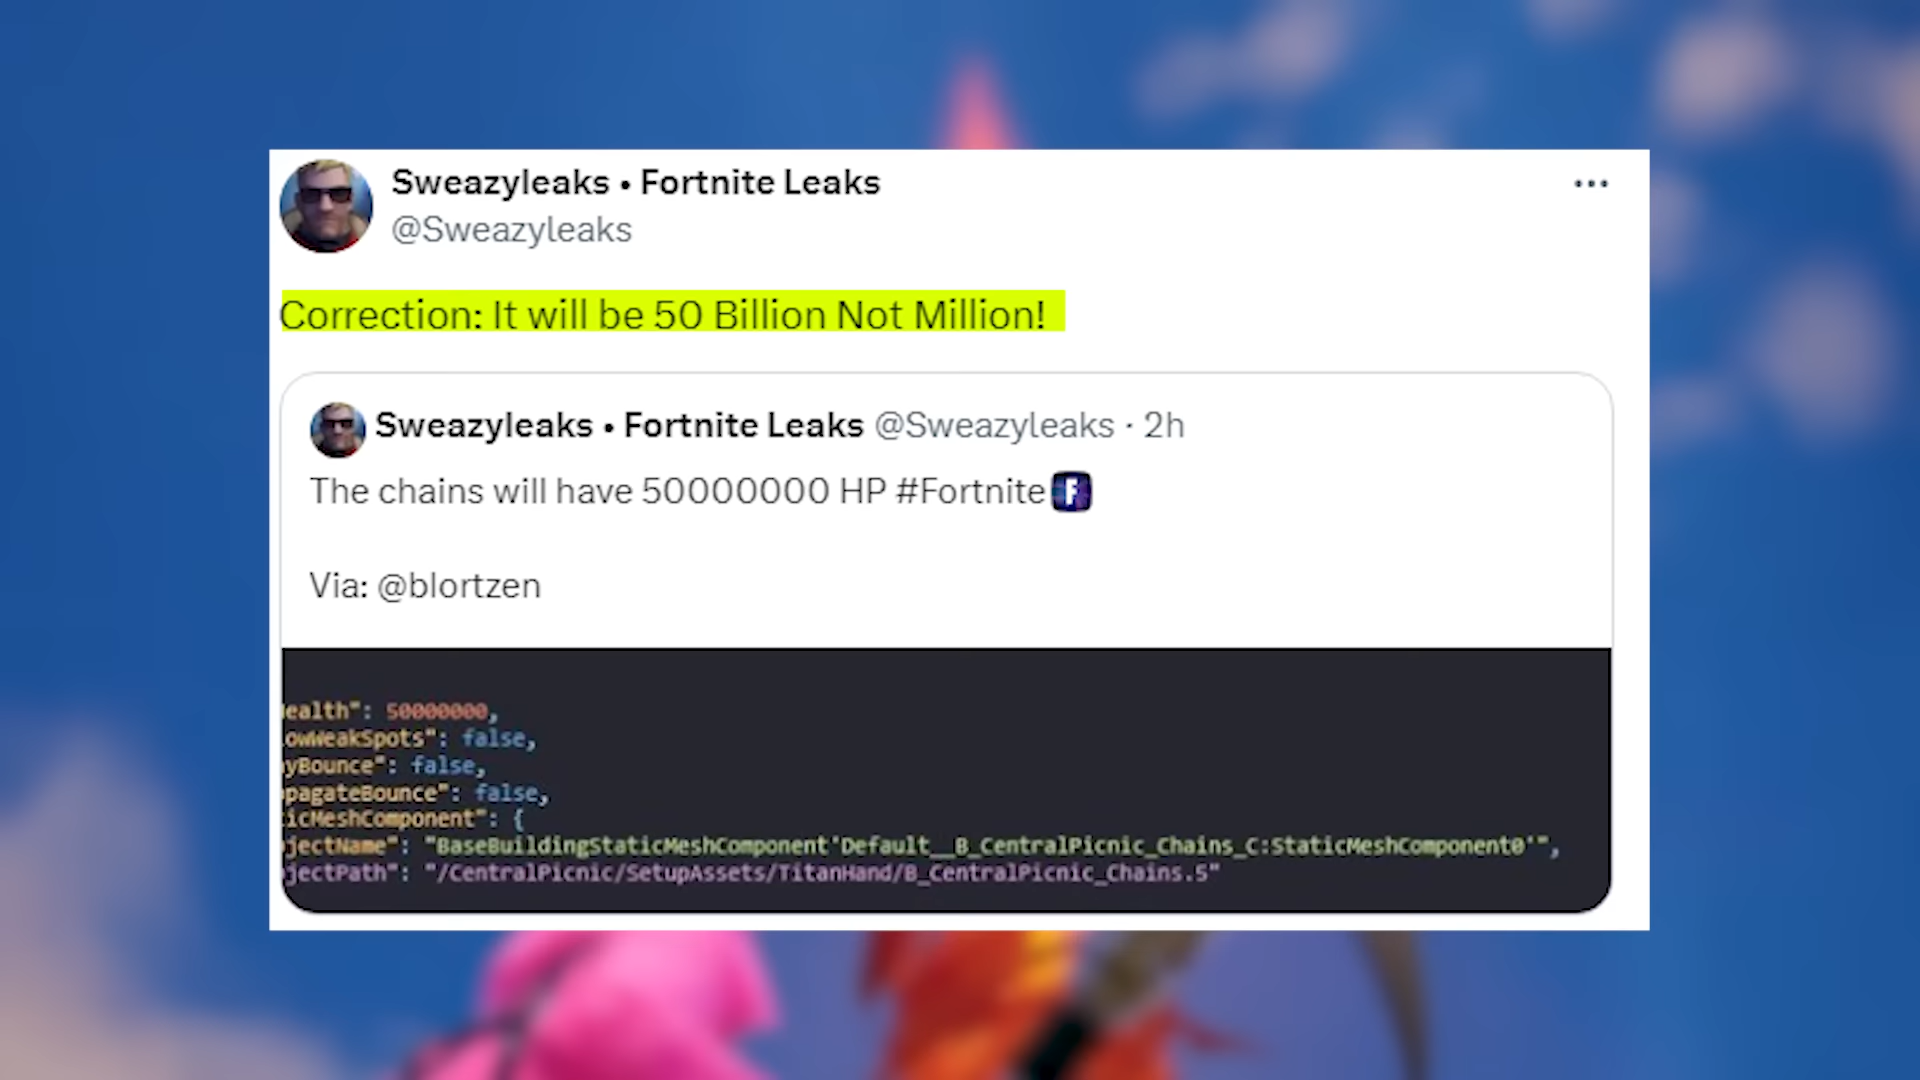 Sweazyleaks • Fortnite Leaks
@Sweazyleaks
Correction: It will be 50 Billion Not Million!
Sweazyleaks • Fortnite Leaks @Sweazyleaks · 2h
The chains will have 50000000 HP #Fortnite
Via: @blortzen
ealth": 50000000,
owWeakSpots": false,
yBounce": false,
pagateBounce": false,
icMeshComponent": {
jectName": "BaseBuildingStaticMeshComponent'Default__B_CentralPicnic_Chains_C:StaticMeshComponent0'",
jectPath": "/CentralPicnic/SetupAssets/TitanHand/B_CentralPicnic_Chains.5"